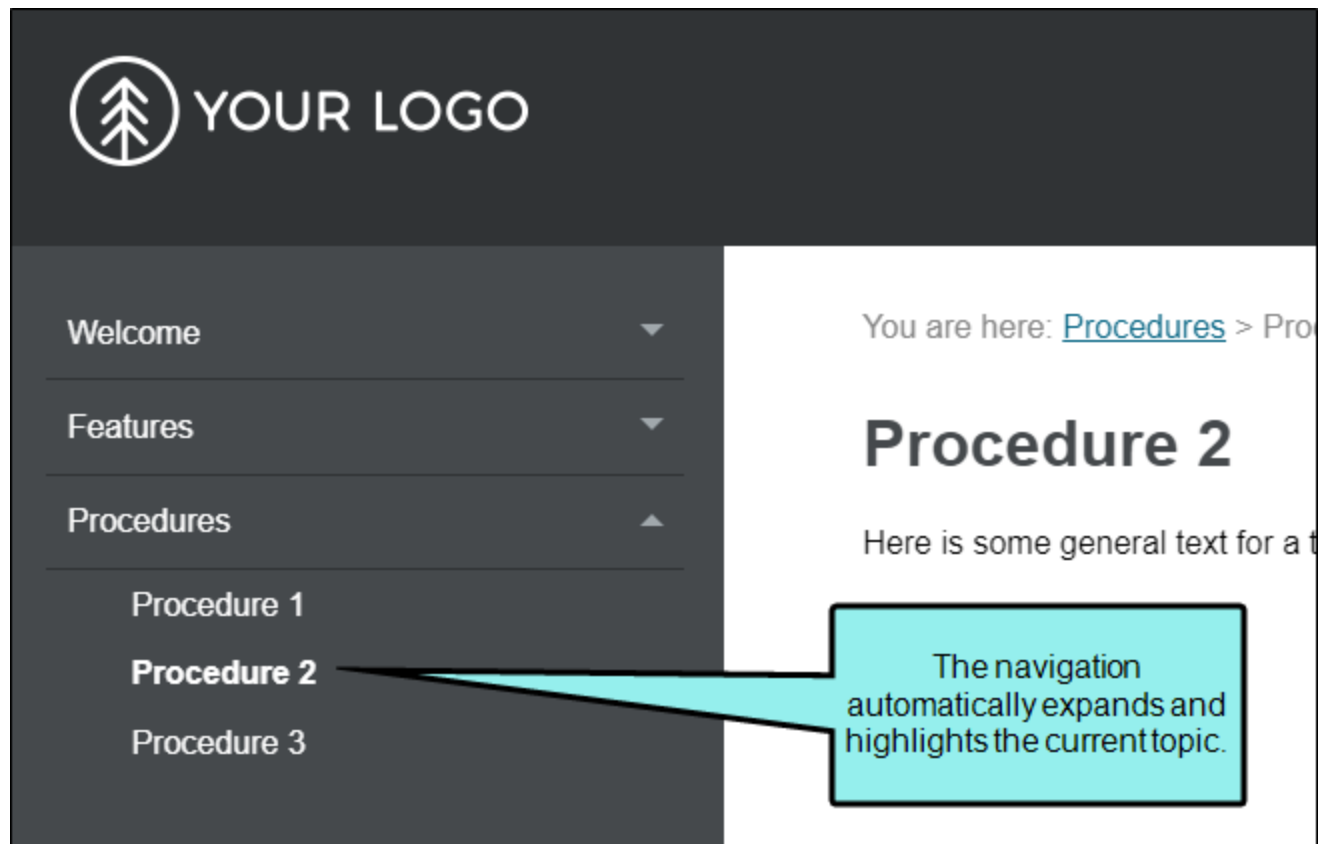 YOUR LOGO
Welcome
Features
Procedures
Procedure 1
Procedure 2
Procedure 3
You are here: Procedures >
Procedure 2
Here is some general text for a
The navigation
automatically expands and
highlights the current topic.